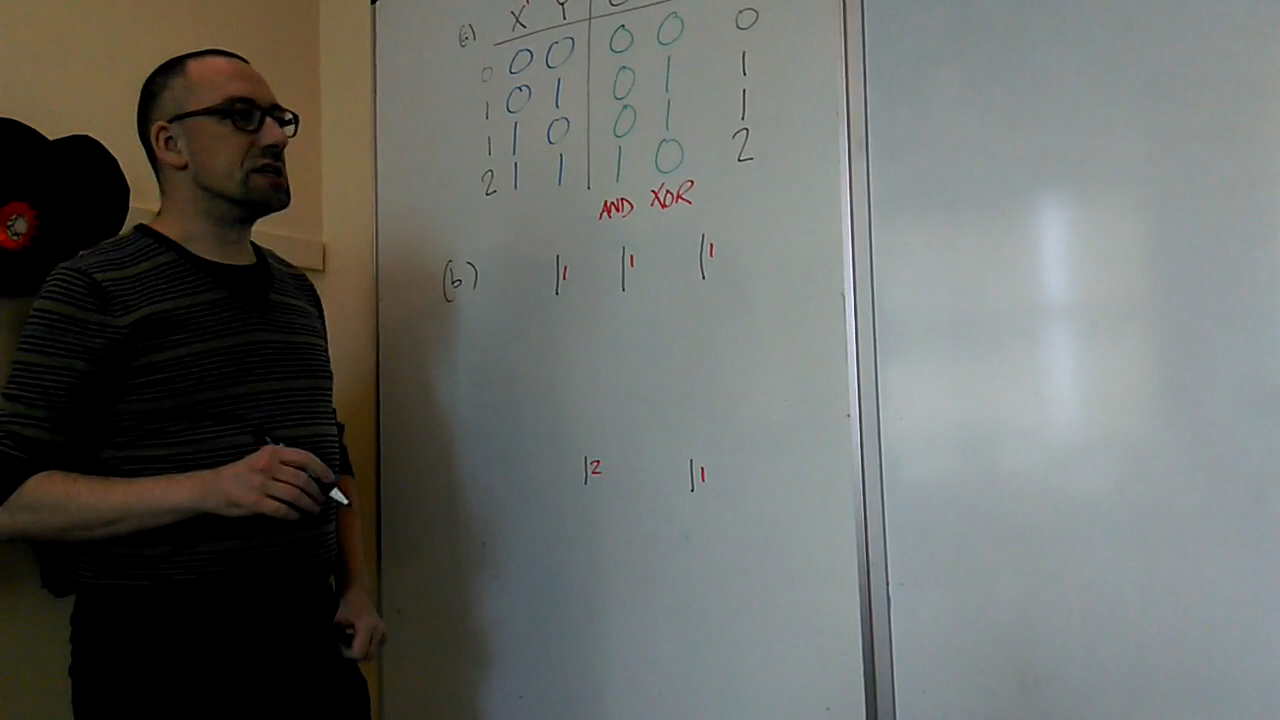 (a) X Y
0 0 0 0 0 0
1 0 1 0 1 1
1 1 0 0 1 1
2 1 1 1 0 2
AND XOR
(b) |1 |1 |1
|2 |1